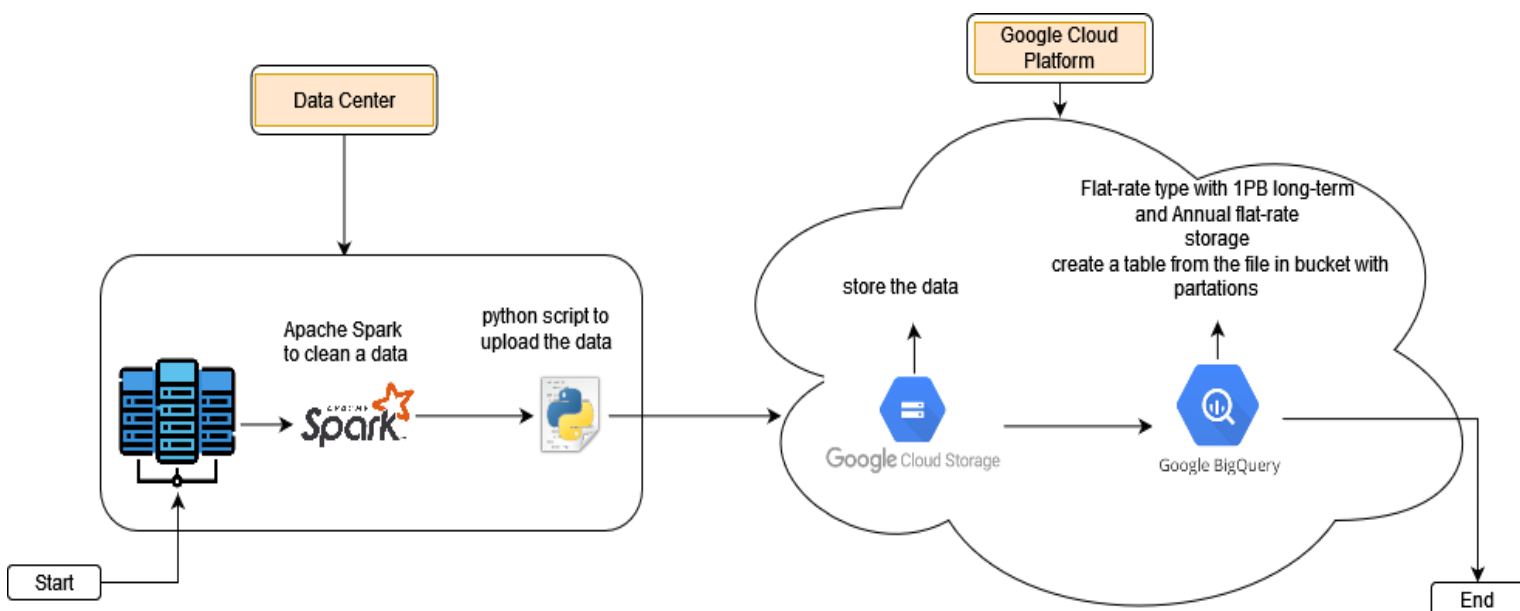 Google Cloud
Platform
Data Center
Flat-rate type with 1PB long-term
and Annual flat-rate
storage
create a table from the file in bucket with
partations
store the data
python script to
upload the data
Apache Spark
to clean a data
APACHE
Spark
Google Cloud Storage
Google BigQuery
Start
End